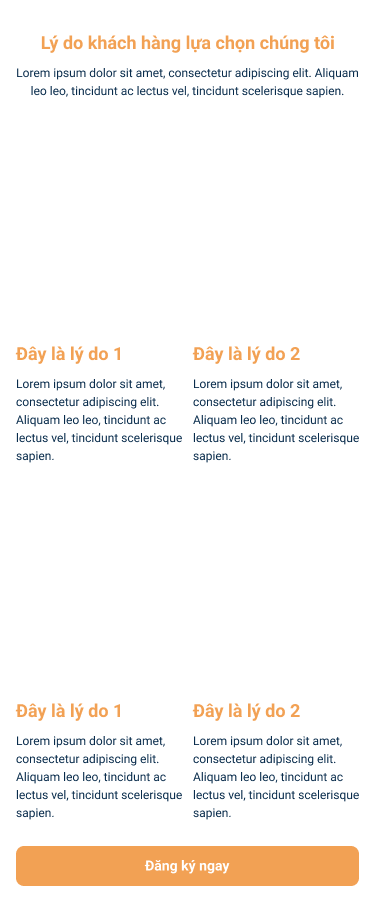 Lý do khách hàng lựa chọn chúng tôi
Lorem ipsum dolor sit amet, consectetur adipiscing elit. Aliquam
leo leo, tincidunt ac lectus vel, tincidunt scelerisque sapien.
Đây là lý do 1
Lorem ipsum dolor sit amet,
consectetur adipiscing elit.
Aliquam leo leo, tincidunt ac
lectus vel, tincidunt scelerisque
sapien.
Đây là lý do 2
Lorem ipsum dolor sit amet,
consectetur adipiscing elit.
Aliquam leo leo, tincidunt ac
lectus vel, tincidunt scelerisque
sapien.
Đây là lý do 1
Lorem ipsum dolor sit amet,
consectetur adipiscing elit.
Aliquam leo leo, tincidunt ac
lectus vel, tincidunt scelerisque
sapien.
Đây là lý do 2
Lorem ipsum dolor sit amet,
consectetur adipiscing elit.
Aliquam leo leo, tincidunt ac
lectus vel, tincidunt scelerisque
sapien.
Đăng ký ngay